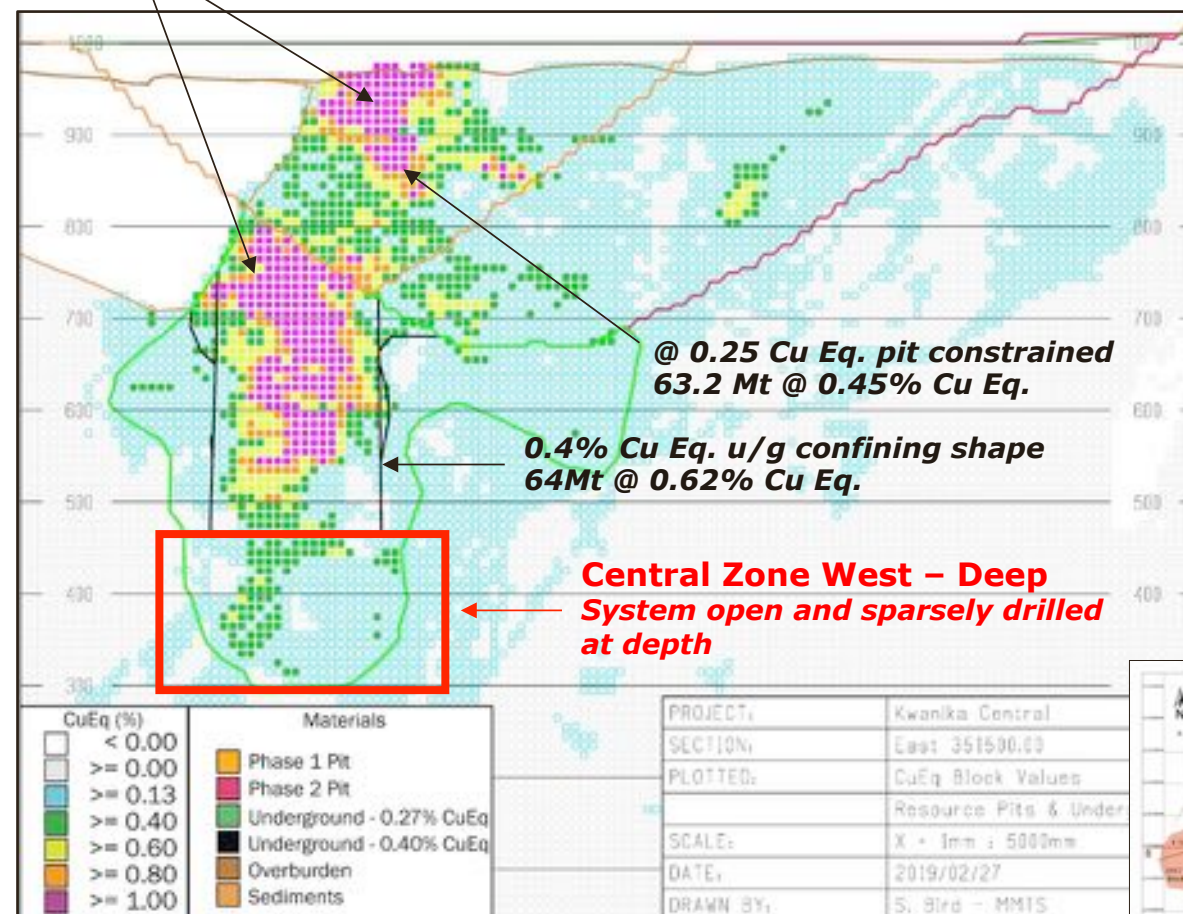 1000
900
900
800
800
700
700
@ 0.25 Cu Eq. pit constrained
63.2 Mt @ 0.45% Cu Eq.
600
600
0.4% Cu Eq. u/g confining shape
64Mt @ 0.62% Cu Eq.
500
500
Central Zone West – Deep
System open and sparsely drilled
at depth
400
400
300
CuEq (%)
< 0.00
>= 0.00
>= 0.13
>= 0.40
>= 0.60
>= 0.80
>= 1.00
Materials
Phase 1 Pit
Phase 2 Pit
Underground - 0.27% CuEq
Underground - 0.40% CuEq
Overburden
Sediments
PROJECT: Kwanika Central
SECTION: East 351500.00
PLOTTED: CuEq Block Values
Resource Pits & Under
SCALE: X - 1mm : 5000mm
DATE: 2019/02/27
DRAWN BY: S. Bird - MMTS
N